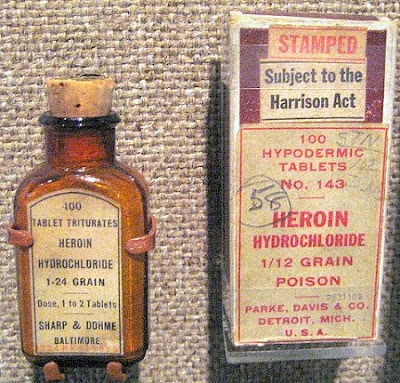 100
TABLET TRITURATES
HEROIN
HYDROCHLORIDE
1-24 GRAIN
Dose, 1 to 2 Tablets
SHARP & DOHME
BALTIMORE.
STAMPED
Subject to the
Harrison Act
100
HYPODERMIC
TABLETS
NO. 143
58
HEROIN
HYDROCHLORIDE
1/12 GRAIN
POISON
PARKE, DAVIS & CO.
DETROIT, MICH.
U. S. A.